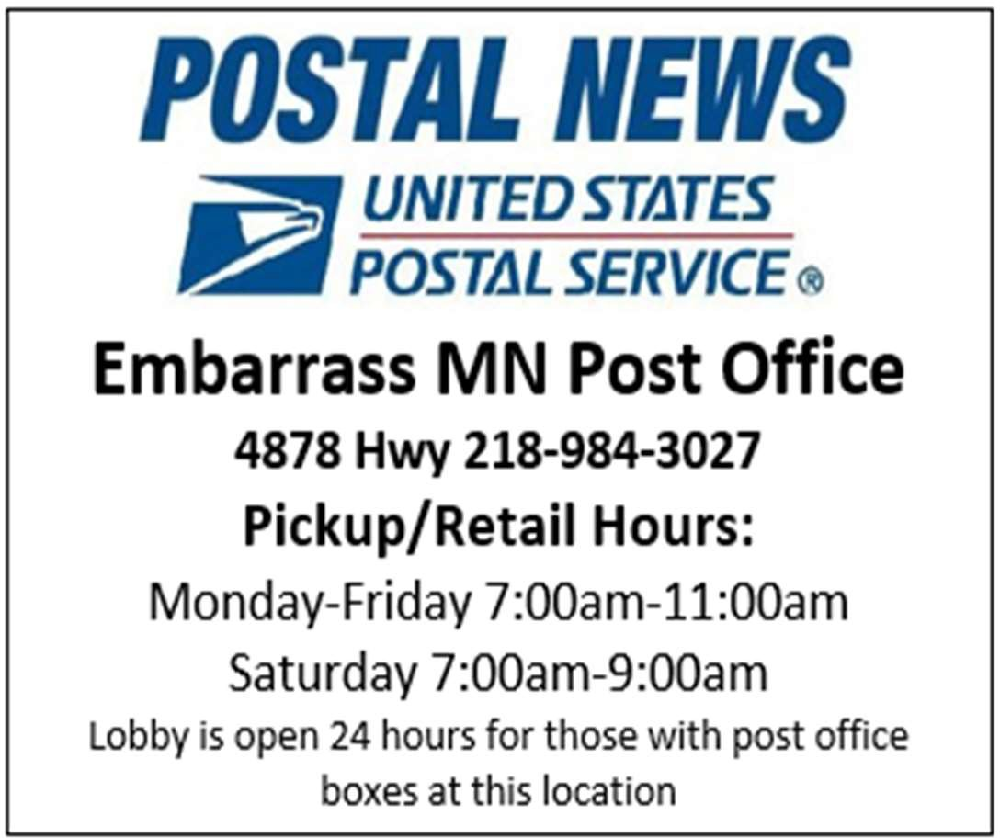 POSTAL NEWS
UNITED STATES
POSTAL SERVICE ®
Embarrass MN Post Office
4878 Hwy 218-984-3027
Pickup/Retail Hours:
Monday-Friday 7:00am-11:00am
Saturday 7:00am-9:00am
Lobby is open 24 hours for those with post office
boxes at this location